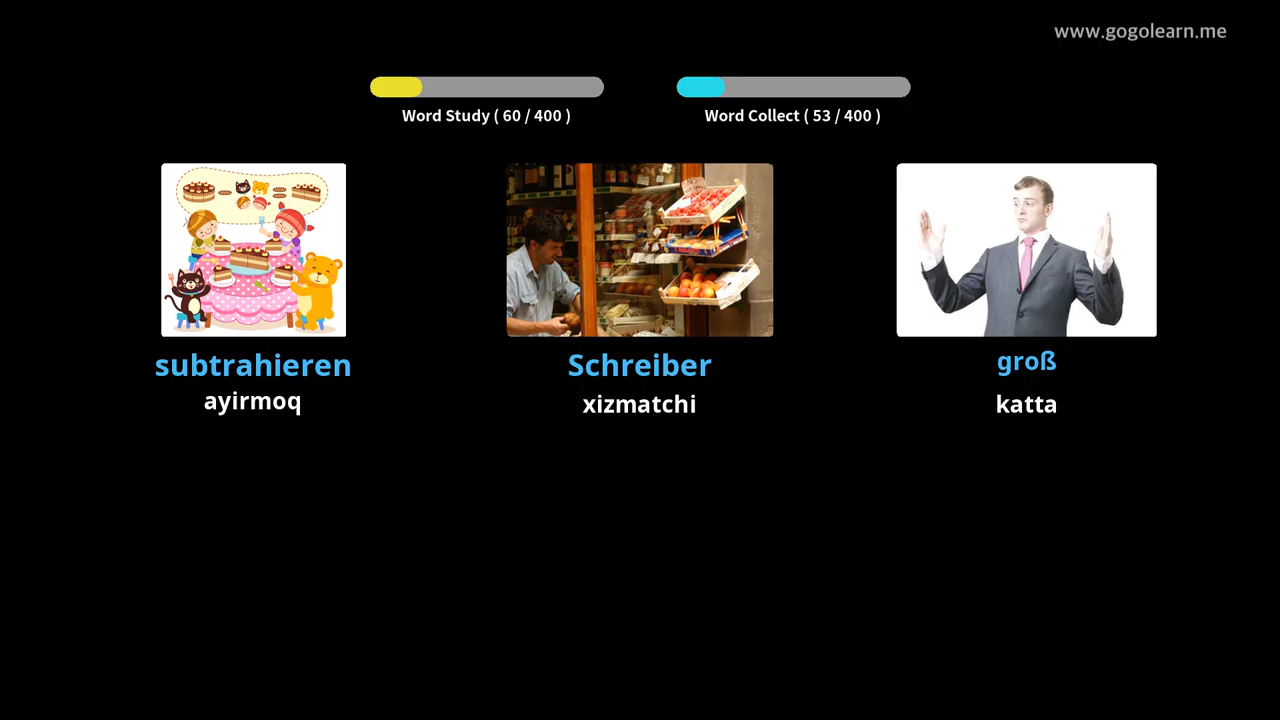 www.gogolearn.me
Word Study ( 60 / 400 )
Word Collect ( 53 / 400 )
subtrahieren
ayirmoq
Schreiber
xizmatchi
groß
katta